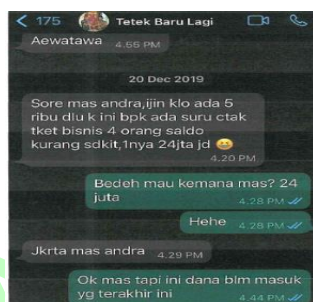 175 Tetek Baru Lagi
Aewatawa 4.55 PM
20 Dec 2019
Sore mas andra,ijin klo ada 5
ribu dlu k ini bpk ada suru ctak
tket bisnis 4 orang saldo
kurang sdkit,1nya 24jta jd 😀
4.20 PM
Bedeh mau kemana mas? 24
juta 4.28 PM
Hehe 4.28 PM
Jkrta mas andra 4.29 PM
Ok mas tapi ini dana blm masuk
yg terakhir ini 4.44 PM